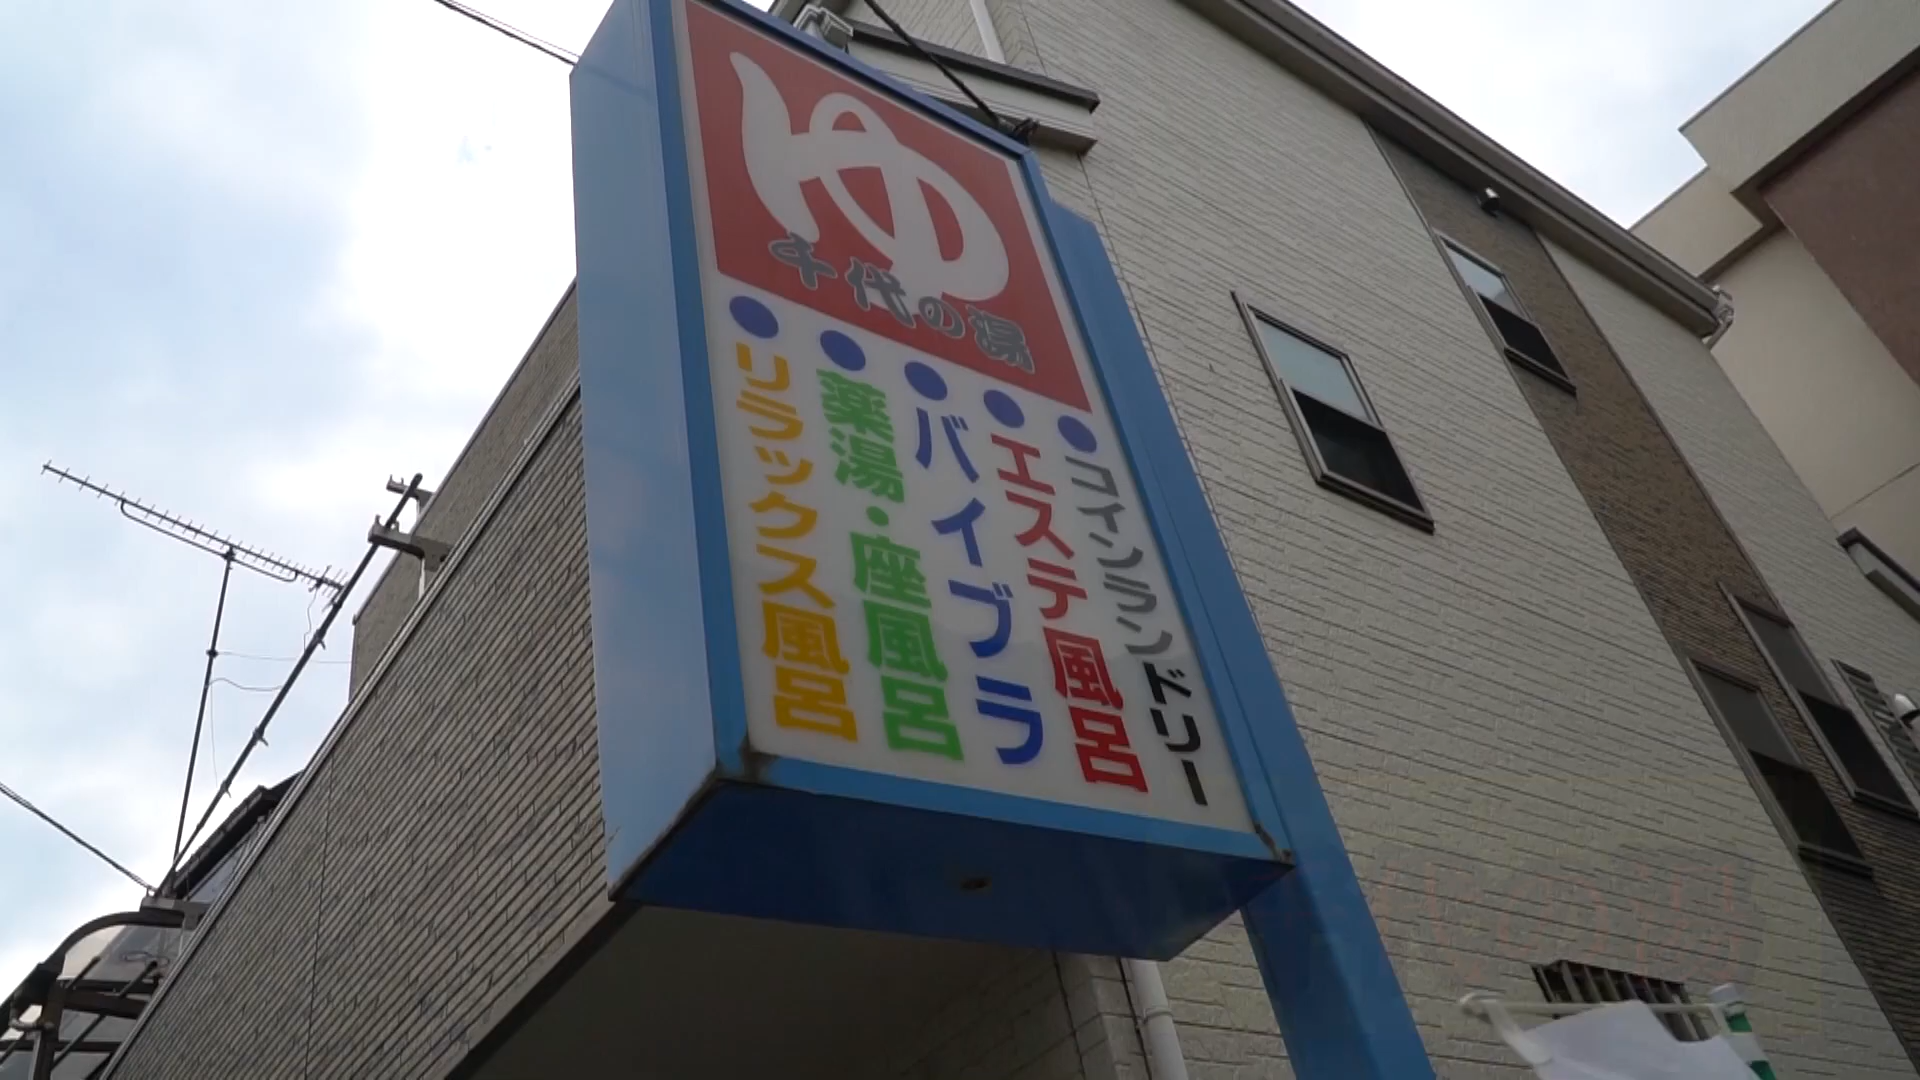 ゆ
千代の湯
●コインランドリー
●エステ風呂
●バイブラ
●薬湯・座風呂
●リラックス風呂